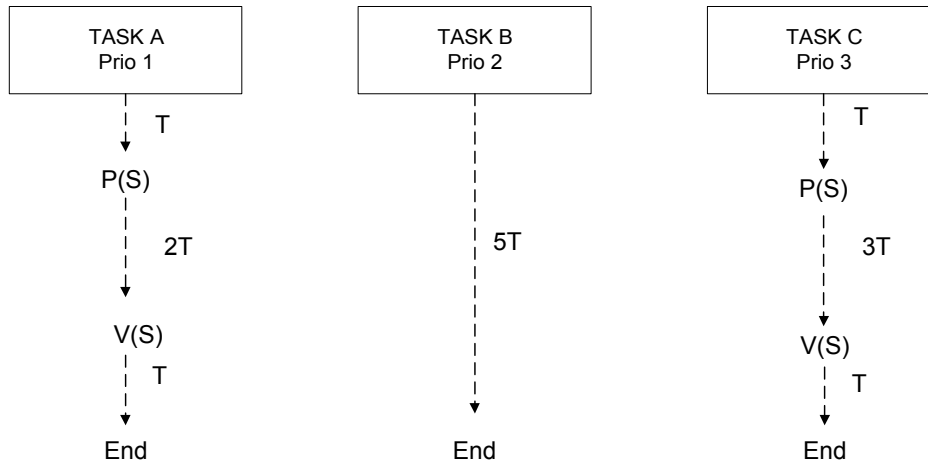 TASK A
Prio 1
T
P(S)
2T
V(S)
T
End
TASK B
Prio 2
5T
End
TASK C
Prio 3
T
P(S)
3T
V(S)
T
End